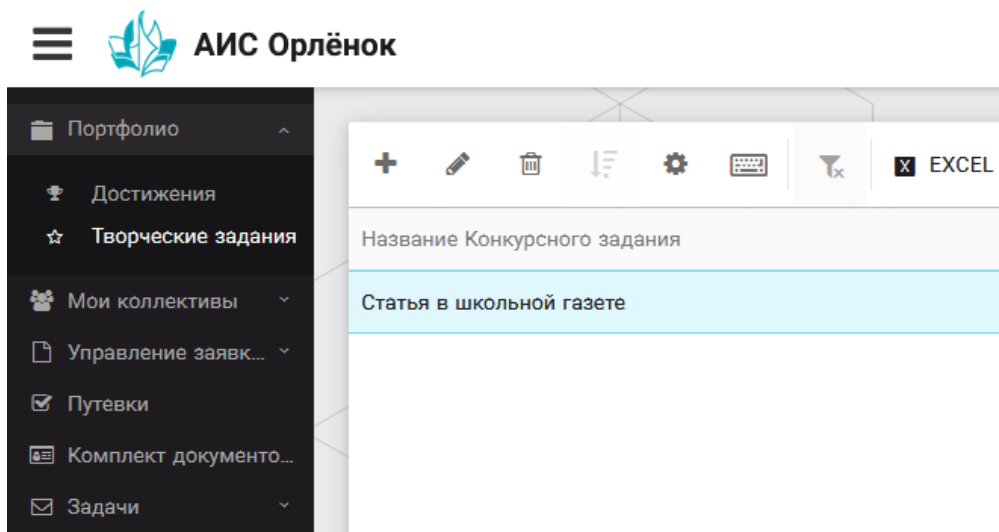 АИС Орлёнок
Портфолио
Достижения
Творческие задания
Мои коллективы
Управление заявк...
Путевки
Комплект документо...
Задачи
X EXCEL
Название Конкурсного задания
Статья в школьной газете